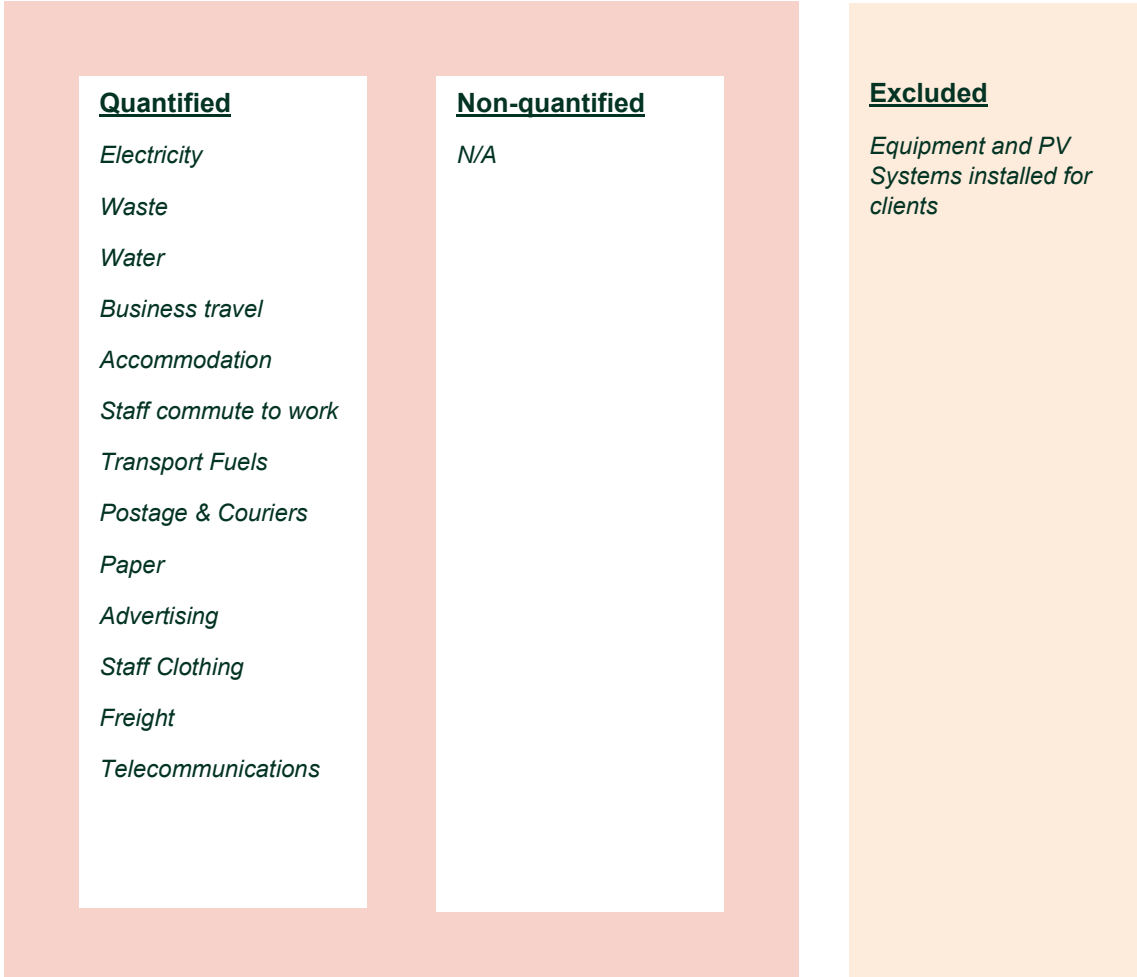 Quantified
Electricity
Waste
Water
Business travel
Accommodation
Staff commute to work
Transport Fuels
Postage & Couriers
Paper
Advertising
Staff Clothing
Freight
Telecommunications
Non-quantified
N/A
Excluded
Equipment and PV
Systems installed for
clients